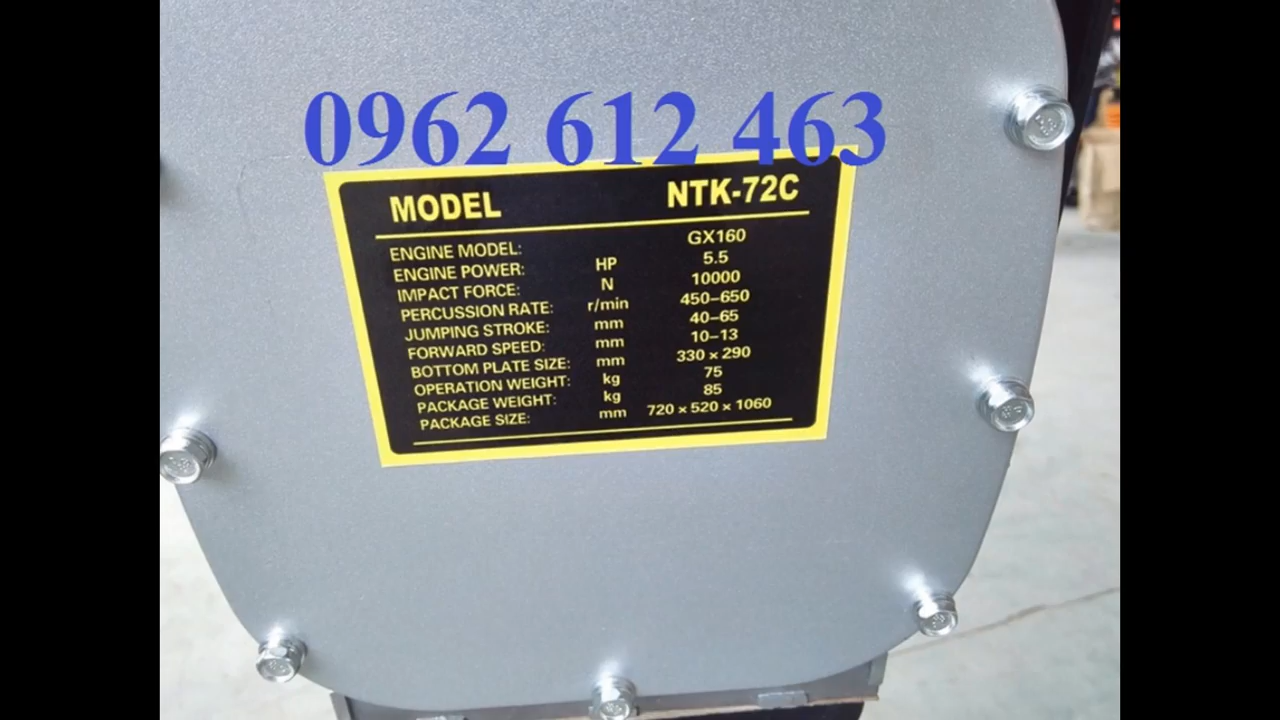 0962 612 463
MODEL NTK-72C
ENGINE MODEL: GX160
ENGINE POWER: HP 5.5
IMPACT FORCE: N 10000
PERCUSSION RATE: r/min 450–650
JUMPING STROKE: mm 40–65
FORWARD SPEED: mm 10–13
BOTTOM PLATE SIZE: mm 330 × 290
OPERATION WEIGHT: kg 75
PACKAGE WEIGHT: kg 85
PACKAGE SIZE: mm 720 × 520 × 1060